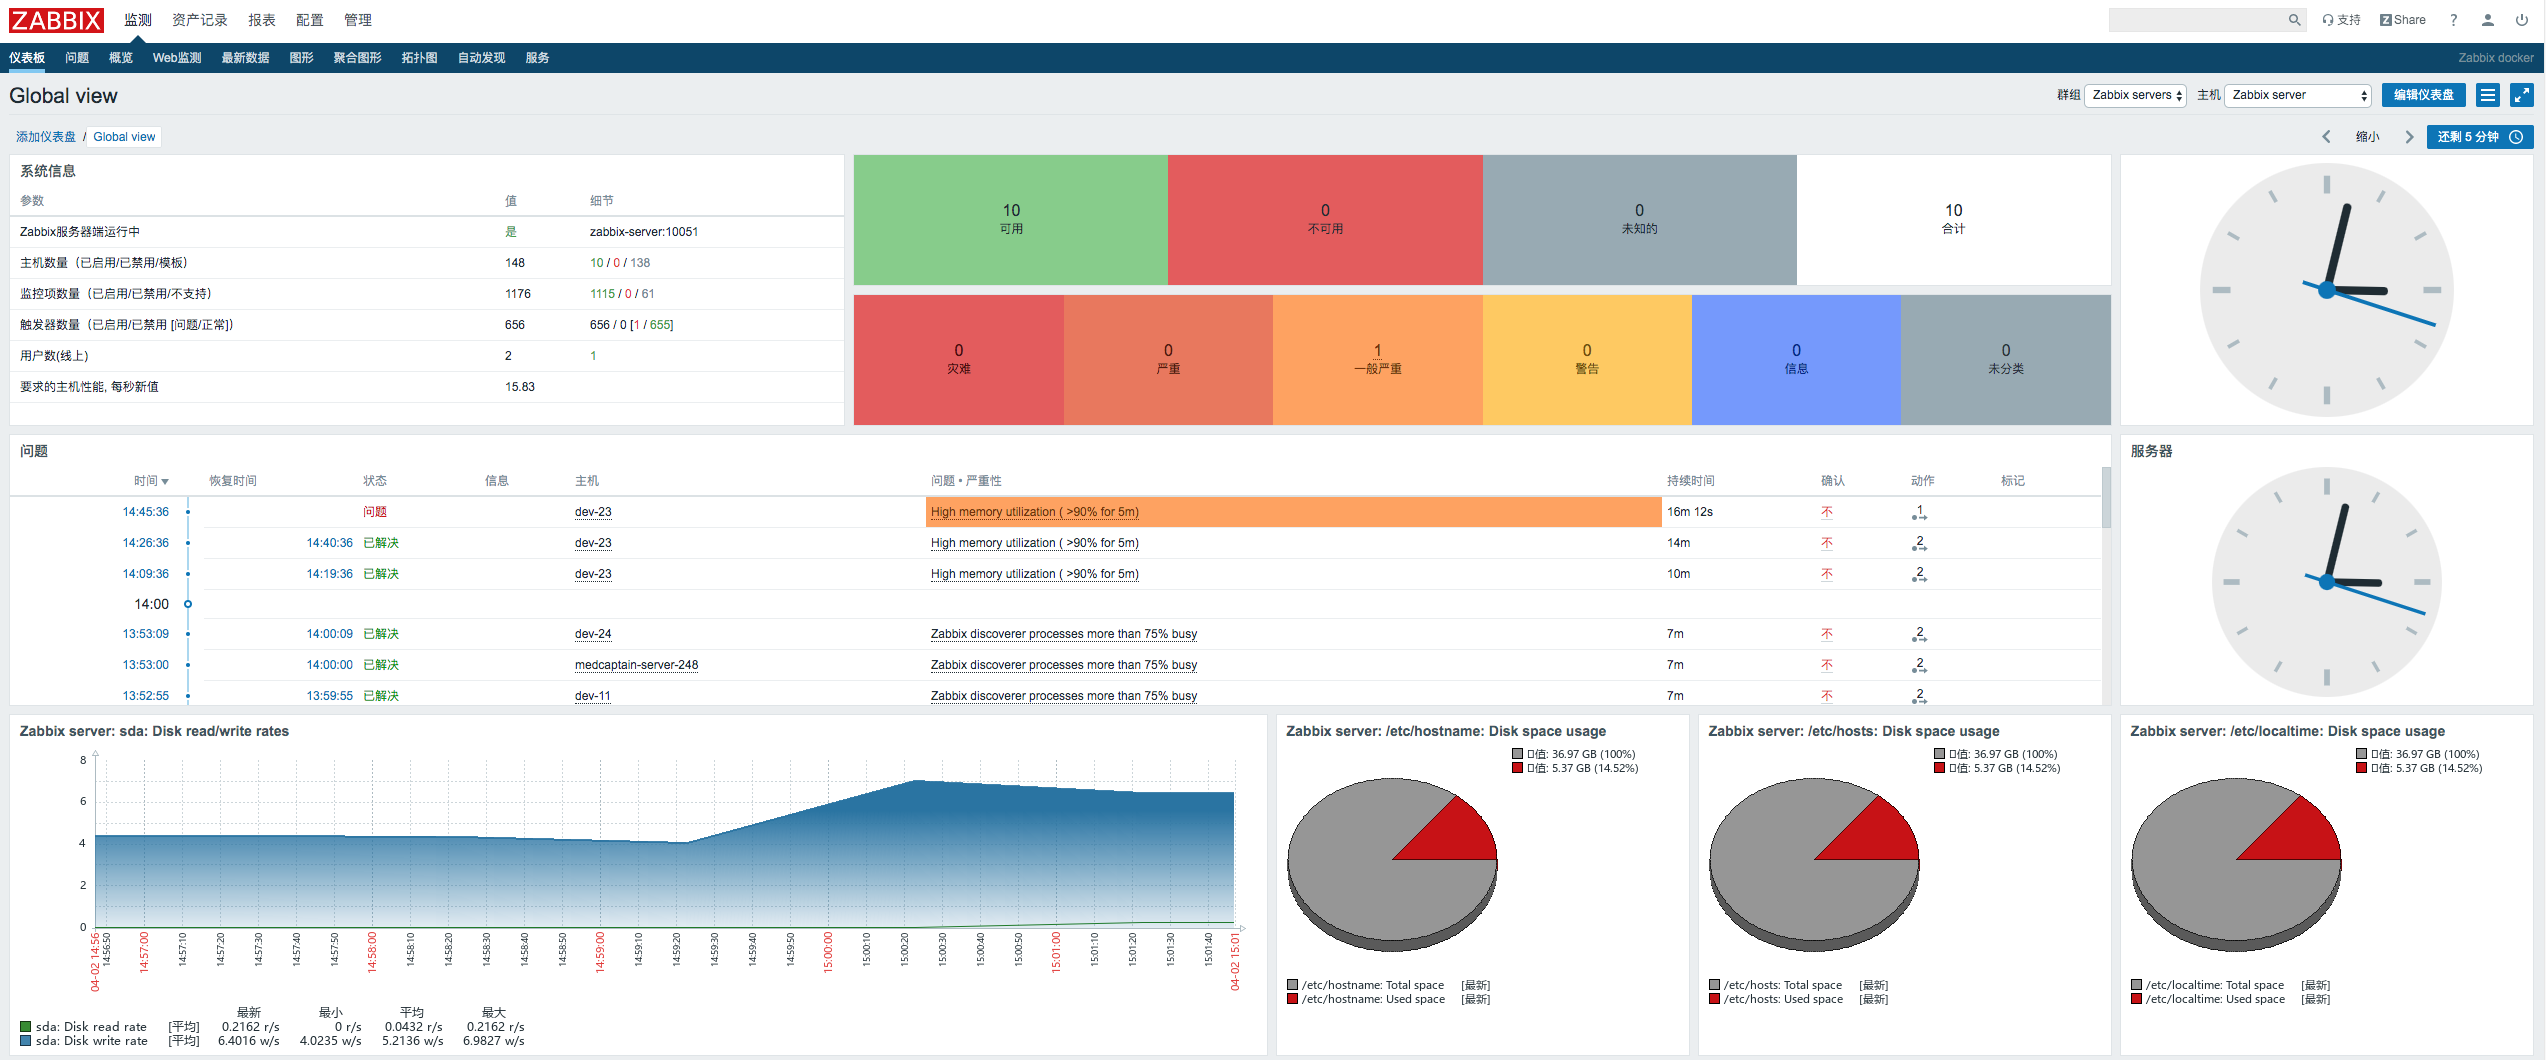 ZABBIX 监测 资产记录 报表 配置 管理 支持 Z Share ?
仪表板 问题 概览 Web监测 最新数据 图形 聚合图形 拓扑图 自动发现 服务 Zabbix docker
Global view 群组 Zabbix servers 主机 Zabbix server 编辑仪表盘
添加仪表盘 / Global view 缩小 还剩 5 分钟
系统信息
参数 值 细节
Zabbix服务器端运行中 是 zabbix-server:10051
主机数量（已启用/已禁用/模板） 148 10 / 0 / 138
监控项数量（已启用/已禁用/不支持） 1176 1115 / 0 / 61
触发器数量（已启用/已禁用 [问题/正常]） 656 656 / 0 [1 / 655]
用户数(线上) 2 1
要求的主机性能, 每秒新值 15.83
10 0 0 10
可用 不可用 未知的 合计
0 0 1 0 0 0
灾难 严重 一般严重 警告 信息 未分类
问题
时间 恢复时间 状态 信息 主机 问题 • 严重性 持续时间 确认 动作 标记
14:45:36 问题 dev-23 High memory utilization ( >90% for 5m) 16m 12s 不 1
14:26:36 14:40:36 已解决 dev-23 High memory utilization ( >90% for 5m) 14m 不 2
14:09:36 14:19:36 已解决 dev-23 High memory utilization ( >90% for 5m) 10m 不 2
14:00
13:53:09 14:00:09 已解决 dev-24 Zabbix discoverer processes more than 75% busy 7m 不 2
13:53:00 14:00:00 已解决 medcaptain-server-248 Zabbix discoverer processes more than 75% busy 7m 不 2
13:52:55 13:59:55 已解决 dev-11 Zabbix discoverer processes more than 75% busy 7m 不 2
服务器
Zabbix server: sda: Disk read/write rates
8
6
4
2
0
04-02 14:56 14:56:50 14:57:00 14:57:10 14:57:20 14:57:30 14:57:40 14:57:50 14:58:00 14:58:10 14:58:20 14:58:30 14:58:40 14:58:50 14:59:00 14:59:10 14:59:20 14:59:30 14:59:40 14:59:50 15:00:00 15:00:10 15:00:20 15:00:30 15:00:40 15:00:50 15:01:00 15:01:10 15:01:20 15:01:30 15:01:40 04-02 15:01
最新 最小 平均 最大
sda: Disk read rate [平均] 0.2162 r/s 0 r/s 0.0432 r/s 0.2162 r/s
sda: Disk write rate [平均] 6.4016 w/s 4.0235 w/s 5.2136 w/s 6.9827 w/s
Zabbix server: /etc/hostname: Disk space usage
值: 36.97 GB (100%)
值: 5.37 GB (14.52%)
/etc/hostname: Total space [最新]
/etc/hostname: Used space [最新]
Zabbix server: /etc/hosts: Disk space usage
值: 36.97 GB (100%)
值: 5.37 GB (14.52%)
/etc/hosts: Total space [最新]
/etc/hosts: Used space [最新]
Zabbix server: /etc/localtime: Disk space usage
值: 36.97 GB (100%)
值: 5.37 GB (14.52%)
/etc/localtime: Total space [最新]
/etc/localtime: Used space [最新]